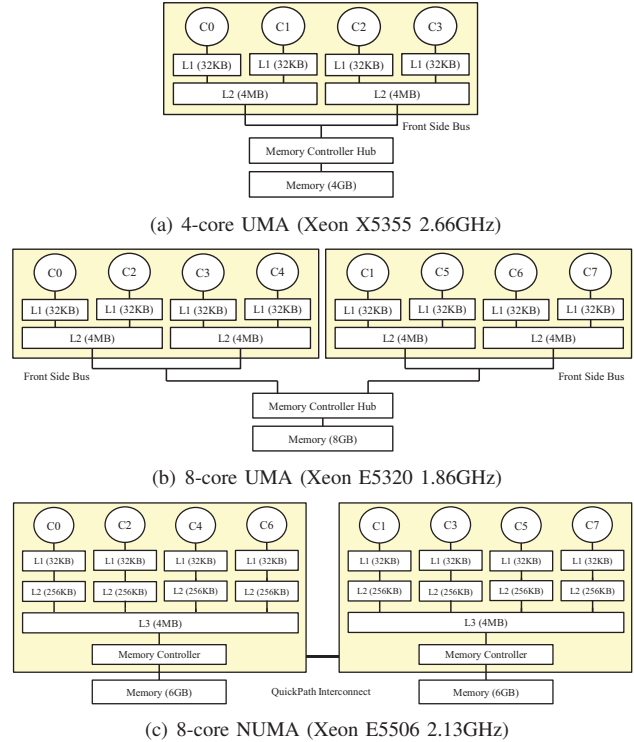 C0 C1 C2 C3
L1 (32KB) L1 (32KB) L1 (32KB) L1 (32KB)
L2 (4MB) L2 (4MB)
Front Side Bus
Memory Controller Hub
Memory (4GB)
(a) 4-core UMA (Xeon X5355 2.66GHz)
C0 C2 C3 C4 C1 C5 C6 C7
L1 (32KB) L1 (32KB) L1 (32KB) L1 (32KB) L1 (32KB) L1 (32KB) L1 (32KB) L1 (32KB)
L2 (4MB) L2 (4MB) L2 (4MB) L2 (4MB)
Front Side Bus Front Side Bus
Memory Controller Hub
Memory (8GB)
(b) 8-core UMA (Xeon E5320 1.86GHz)
C0 C2 C4 C6 C1 C3 C5 C7
L1 (32KB) L1 (32KB) L1 (32KB) L1 (32KB) L1 (32KB) L1 (32KB) L1 (32KB) L1 (32KB)
L2 (256KB) L2 (256KB) L2 (256KB) L2 (256KB) L2 (256KB) L2 (256KB) L2 (256KB) L2 (256KB)
L3 (4MB) L3 (4MB)
Memory Controller Memory Controller
Memory (6GB) QuickPath Interconnect Memory (6GB)
(c) 8-core NUMA (Xeon E5506 2.13GHz)